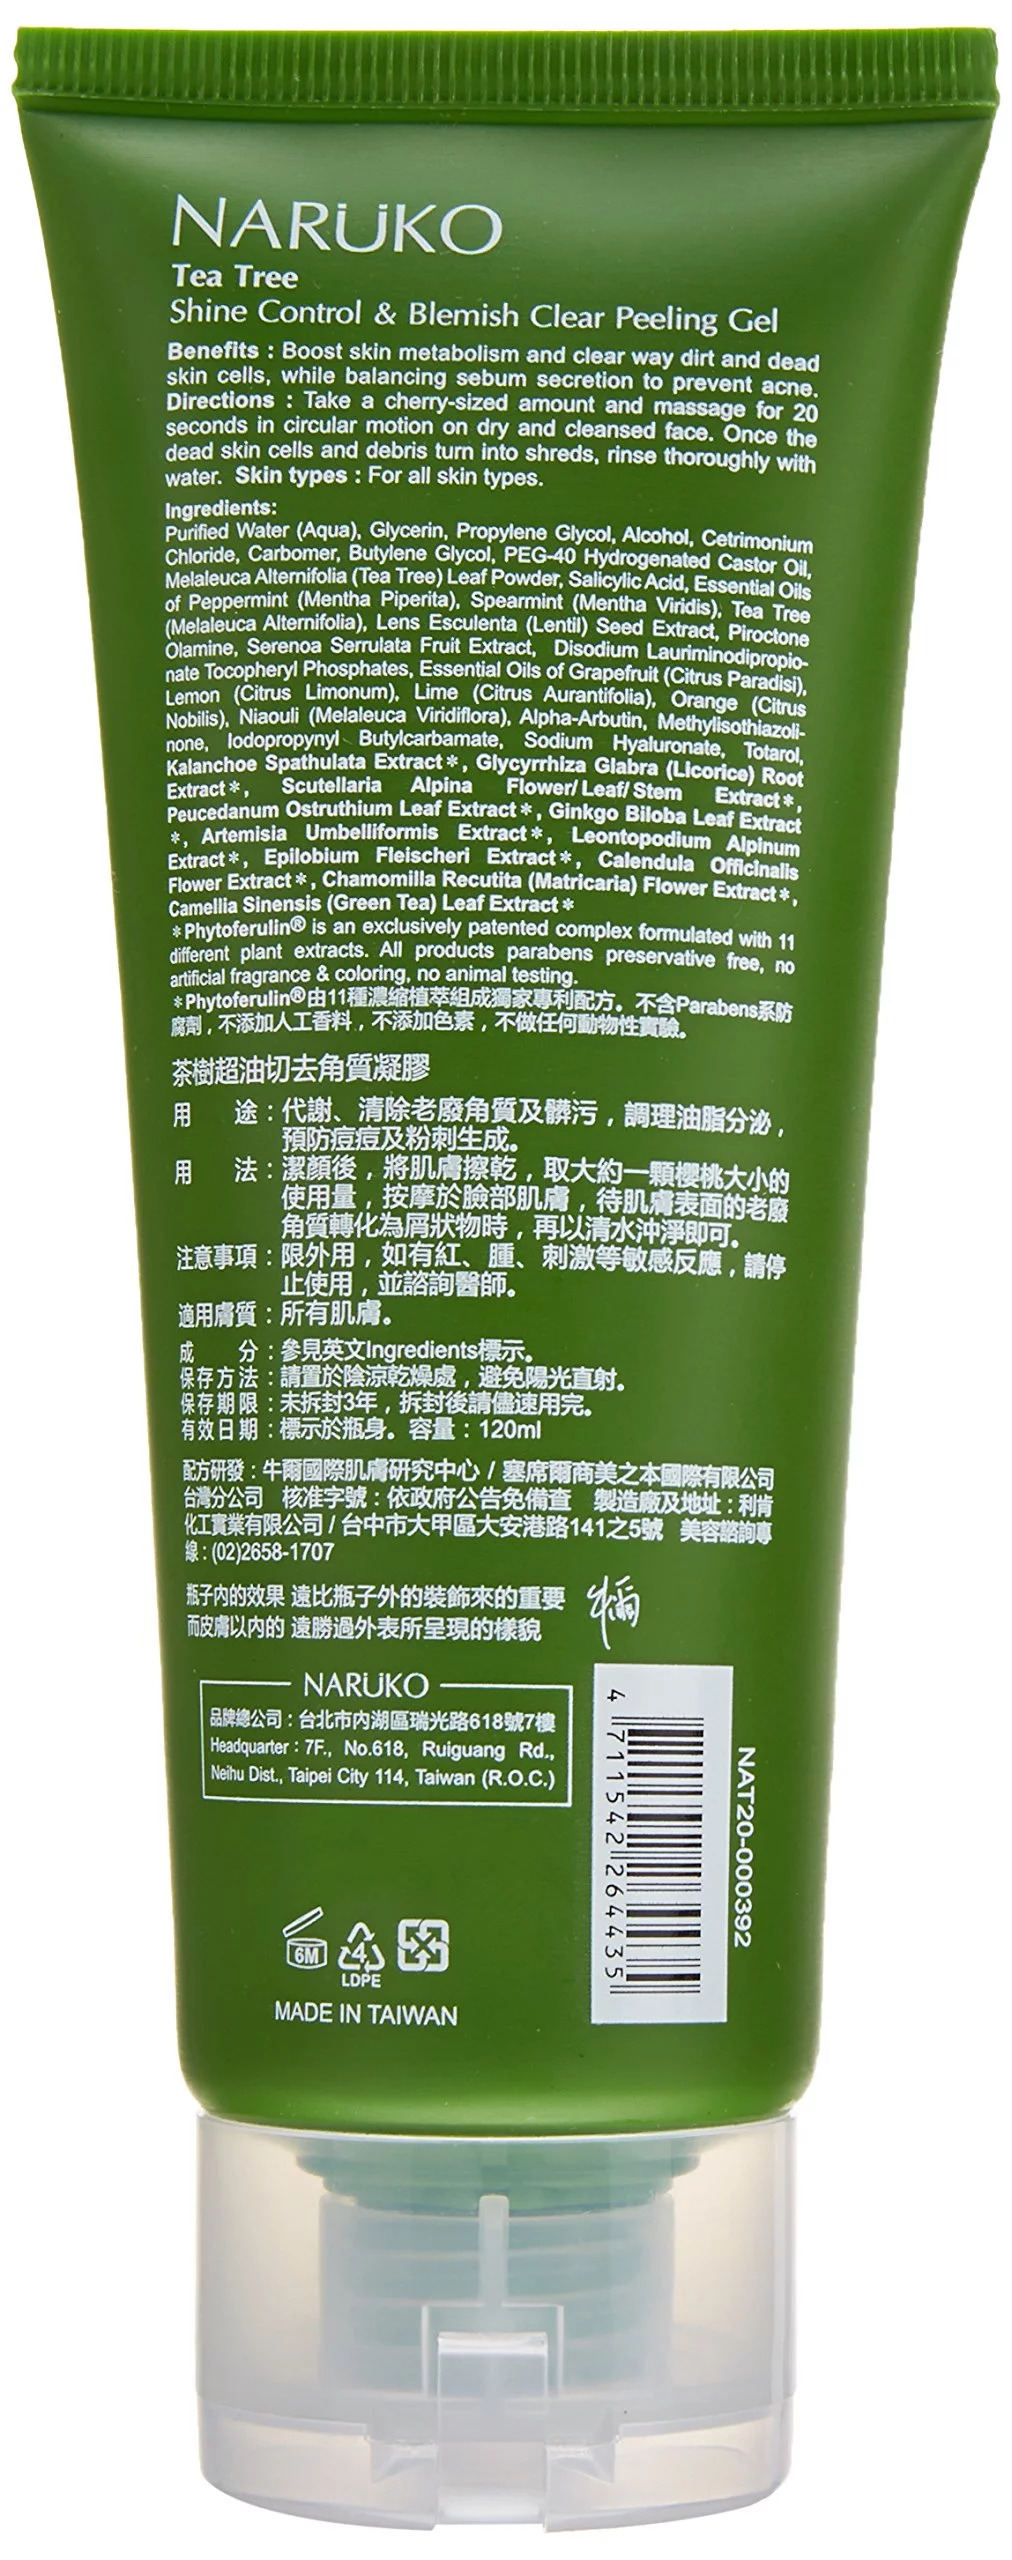 NARüKO
Tea Tree
Shine Control & Blemish Clear Peeling Gel
Benefits : Boost skin metabolism and clear way dirt and dead
skin cells, while balancing sebum secretion to prevent acne.
Directions : Take a cherry-sized amount and massage for 20
seconds in circular motion on dry and cleansed face. Once the
dead skin cells and debris turn into shreds, rinse thoroughly with
water. Skin types : For all skin types.
Ingredients:
Purified Water (Aqua), Glycerin, Propylene Glycol, Alcohol, Cetrimonium
Chloride, Carbomer, Butylene Glycol, PEG-40 Hydrogenated Castor Oil,
Melaleuca Alternifolia (Tea Tree) Leaf Powder, Salicylic Acid, Essential Oils
of Peppermint (Mentha Piperita), Spearmint (Mentha Viridis), Tea Tree
(Melaleuca Alternifolia), Lens Esculenta (Lentil) Seed Extract, Piroctone
Olamine, Serenoa Serrulata Fruit Extract, Disodium Lauriminodipropio-
nate Tocopheryl Phosphates, Essential Oils of Grapefruit (Citrus Paradisi),
Lemon (Citrus Limonum), Lime (Citrus Aurantifolia), Orange (Citrus
Nobilis), Niaouli (Melaleuca Viridiflora), Alpha-Arbutin, Methylisothiazoli-
none, Iodopropynyl Butylcarbamate, Sodium Hyaluronate, Totarol,
Kalanchoe Spathulata Extract*, Glycyrrhiza Glabra (Licorice) Root
Extract*, Scutellaria Alpina Flower/Leaf/Stem Extract*,
Peucedanum Ostruthium Leaf Extract*, Ginkgo Biloba Leaf Extract
*, Artemisia Umbelliformis Extract*, Leontopodium Alpinum
Extract*, Epilobium Fleischeri Extract*, Calendula Officinalis
Flower Extract*, Chamomilla Recutita (Matricaria) Flower Extract*,
Camellia Sinensis (Green Tea) Leaf Extract*
*Phytoferulin® is an exclusively patented complex formulated with 11
different plant extracts. All products parabens preservative free, no
artificial fragrance & coloring, no animal testing.
*Phytoferulin®由11種濃縮植萃組成獨家專利配方。不含Parabens系防
腐劑，不添加人工香料，不添加色素，不做任何動物性實驗。
茶樹超油切去角質凝膠
用　　途：代謝、清除老廢角質及髒污，調理油脂分泌，
預防痘痘及粉刺生成。
用　　法：潔顏後，將肌膚擦乾，取大約一顆櫻桃大小的
使用量，按摩於臉部肌膚，待肌膚表面的老廢
角質轉化為屑狀物時，再以清水沖淨即可。
注意事項：限外用，如有紅、腫、刺激等敏感反應，請停
止使用，並諮詢醫師。
適用膚質：所有肌膚。
成　　分：參見英文Ingredients標示。
保存方法：請置於陰涼乾燥處，避免陽光直射。
保存期限：未拆封3年，拆封後請儘速用完。
有效日期：標示於瓶身。容量：120ml
配方研發：牛爾國際肌膚研究中心 / 塞席爾商美之本國際有限公司
台灣分公司 核准字號：依政府公告免備查 製造廠及地址：利肯
化工實業有限公司 / 台中市大甲區大安港路141之5號 美容諮詢專
線：(02)2658-1707
瓶子內的效果 遠比瓶子外的裝飾來的重要
而皮膚以內的 遠勝過外表所呈現的樣貌
NARüKO
品牌總公司：台北市內湖區瑞光路618號7樓
Headquarter：7F., No.618, Ruiguang Rd.,
Neihu Dist., Taipei City 114, Taiwan (R.O.C.)
4 711542 264435
NAT20-000392
6M
4
LDPE
MADE IN TAIWAN